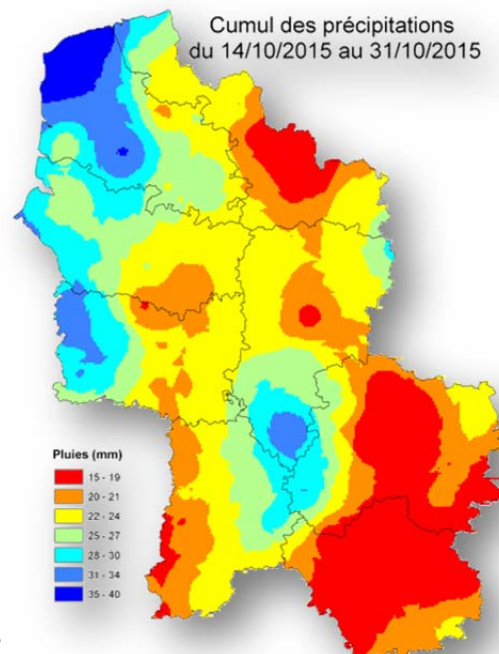 Cumul des précipitations
du 14/10/2015 au 31/10/2015
Pluies (mm)
15 - 19
20 - 21
22 - 24
25 - 27
28 - 30
31 - 34
35 - 40